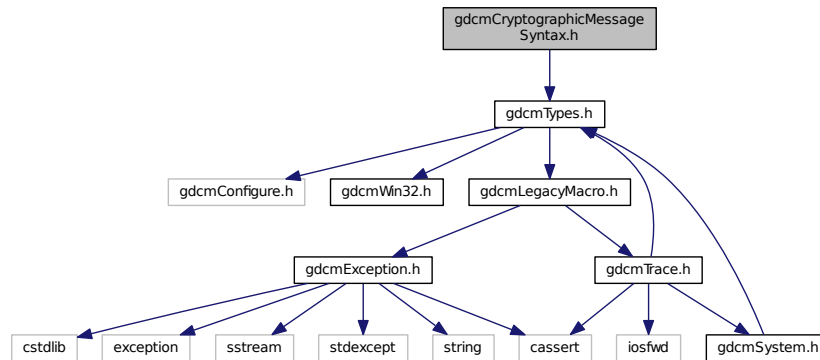 gdcmCryptographicMessage
Syntax.h
gdcmTypes.h
gdcmConfigure.h
gdcmWin32.h
gdcmLegacyMacro.h
gdcmException.h
gdcmTrace.h
cstdlib
exception
sstream
stdexcept
string
cassert
iosfwd
gdcmSystem.h